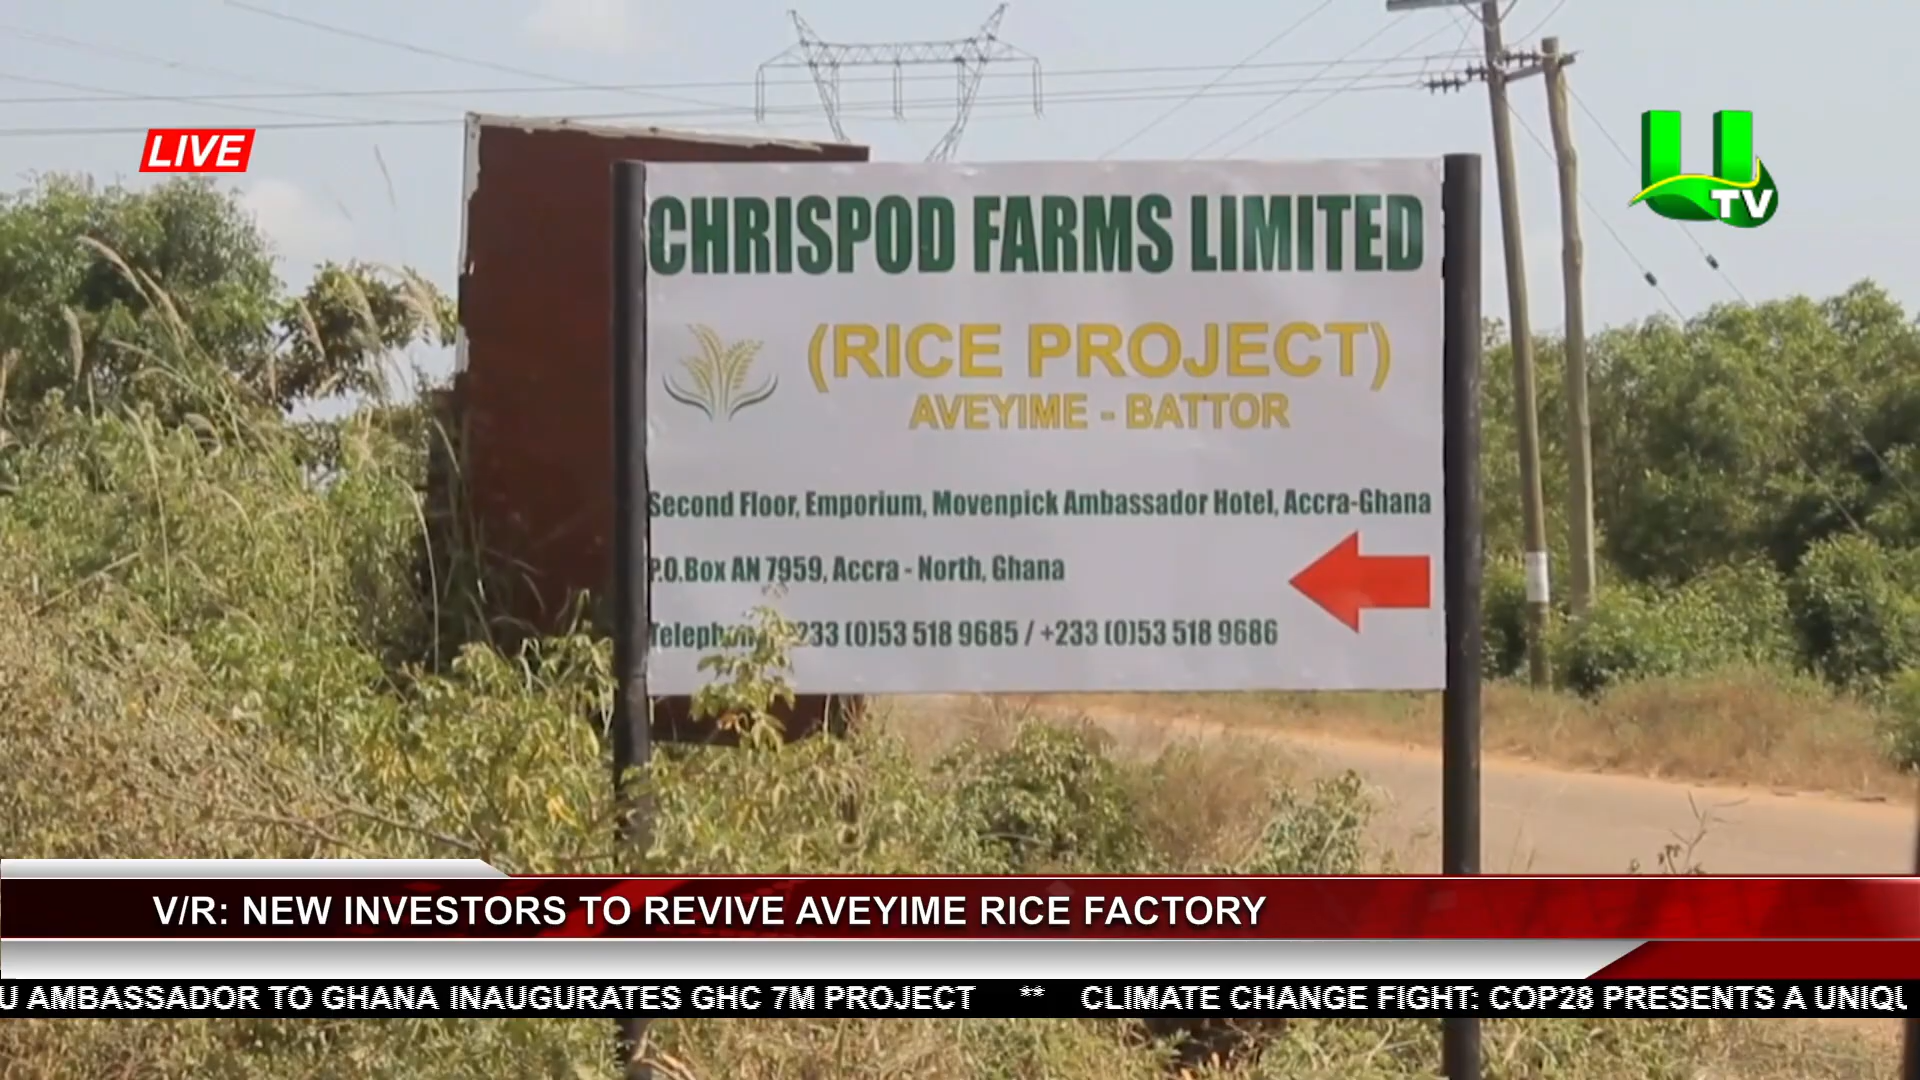 LIVE
U
TV
CHRISPOD FARMS LIMITED
(RICE PROJECT)
AVEYIME - BATTOR
Second Floor, Emporium, Movenpick Ambassador Hotel, Accra-Ghana
P.O.Box AN 7959, Accra - North, Ghana
233 (0)53 518 9685 / +233 (0)53 518 9686
V/R: NEW INVESTORS TO REVIVE AVEYIME RICE FACTORY
U AMBASSADOR TO GHANA INAUGURATES GHC 7M PROJECT ** CLIMATE CHANGE FIGHT: COP28 PRESENTS A